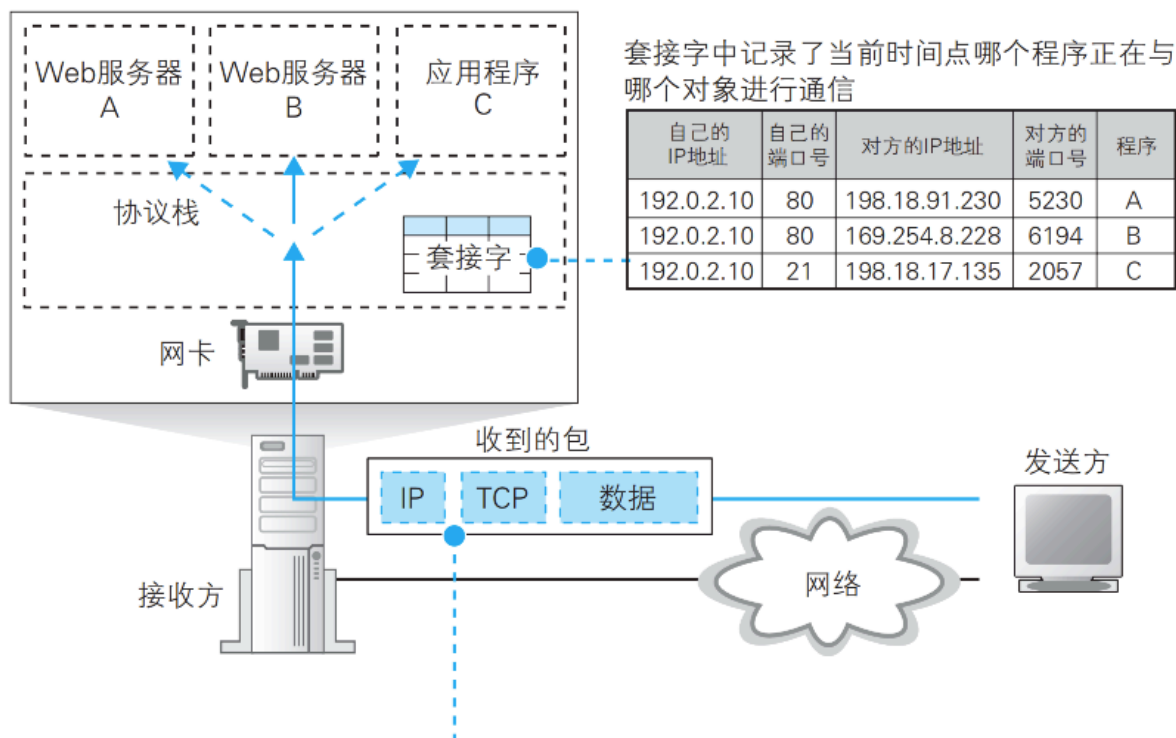 套接字中记录了当前时间点哪个程序正在与
哪个对象进行通信
Web服务器
A
Web服务器
B
应用程序
C
协议栈
套接字
网卡
自己的IP地址 自己的端口号 对方的IP地址 对方的端口号 程序
192.0.2.10 80 198.18.91.230 5230 A
192.0.2.10 80 169.254.8.228 6194 B
192.0.2.10 21 198.18.17.135 2057 C
收到的包
IP TCP 数据
发送方
网络
接收方